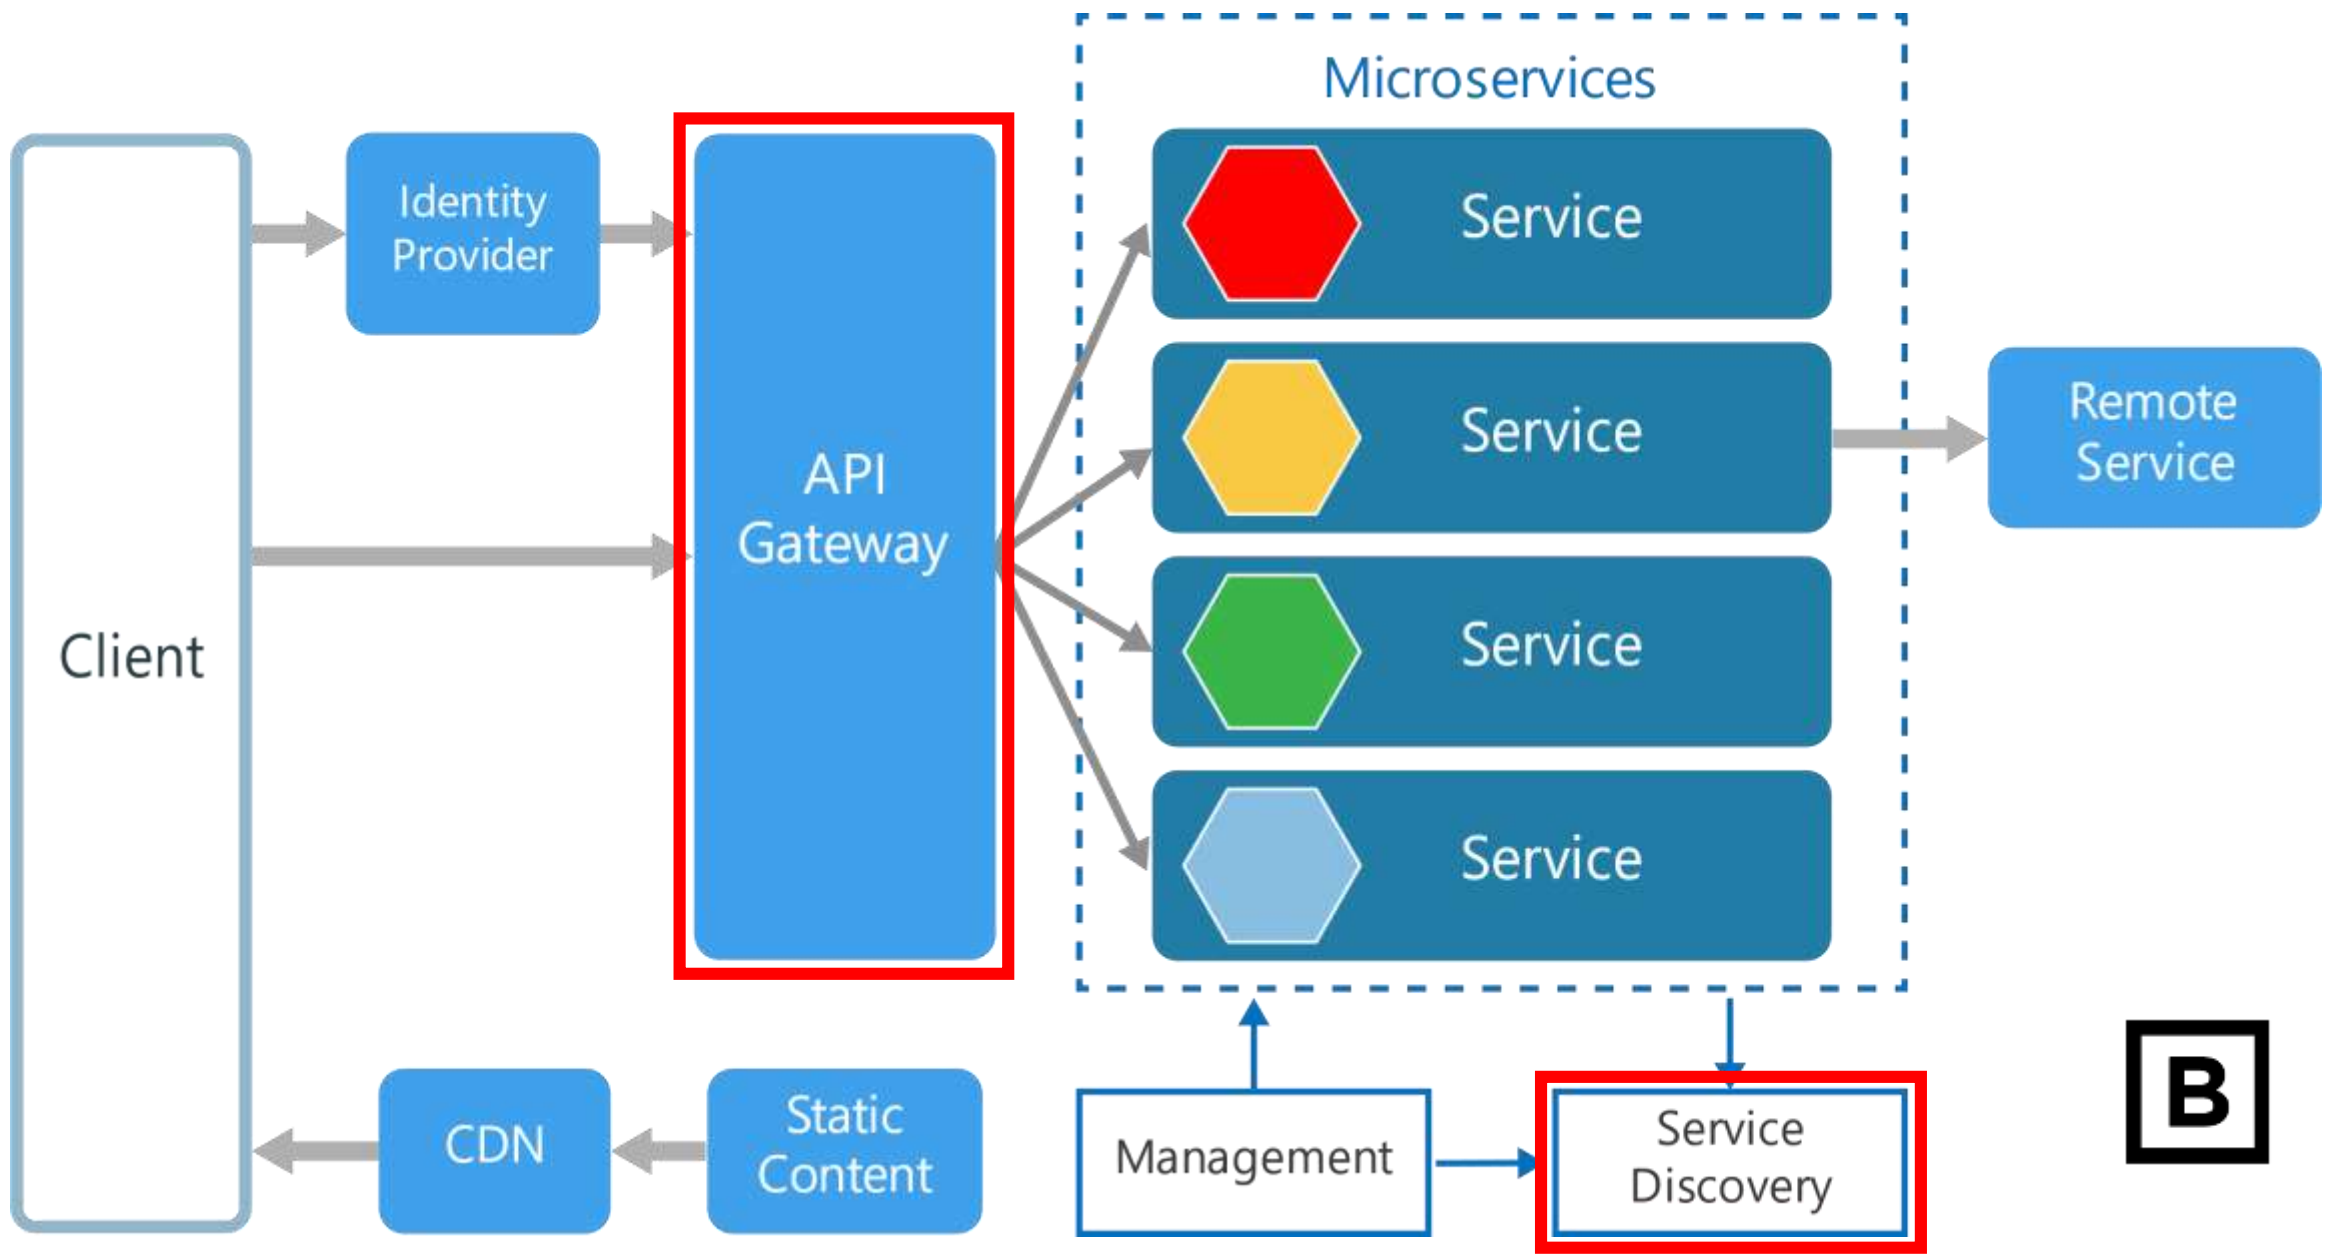 Microservices
Client
Identity
Provider
API
Gateway
Service
Service
Service
Service
Remote
Service
CDN
Static
Content
Management
Service
Discovery
B